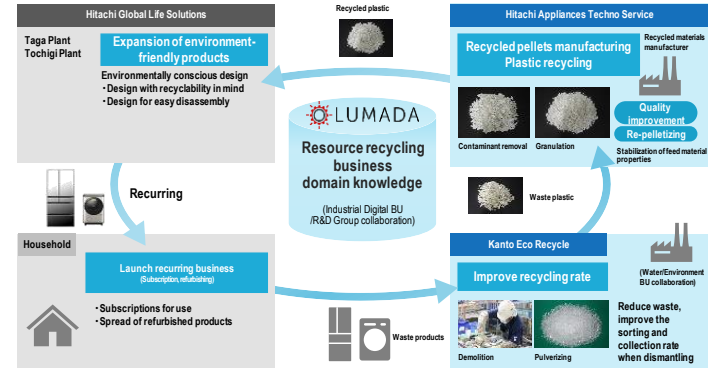 Hitachi Global Life Solutions
Taga Plant
Tochigi Plant
Expansion of environment-
friendly products
Environmentally conscious design
・Design with recyclability in mind
・Design for easy disassembly
Recycled plastic
Hitachi Appliances Techno Service
Recycled pellets manufacturing
Plastic recycling
Recycled materials
manufacturer
Quality
improvement
Re-pelletizing
Contaminant removal
Granulation
Stabilization of feed material
properties
LUMADA
Resource recycling
business
domain knowledge
(Industrial Digital BU
/R&D Group collaboration)
Recurring
Waste plastic
Household
Launch recurring business
(Subscription, refurbishing)
・Subscriptions for use
・Spread of refurbished products
Waste products
Kanto Eco Recycle
Improve recycling rate
(Water/Environment
BU collaboration)
Demolition
Pulverizing
Reduce waste,
improve the
sorting and
collection rate
when dismantling